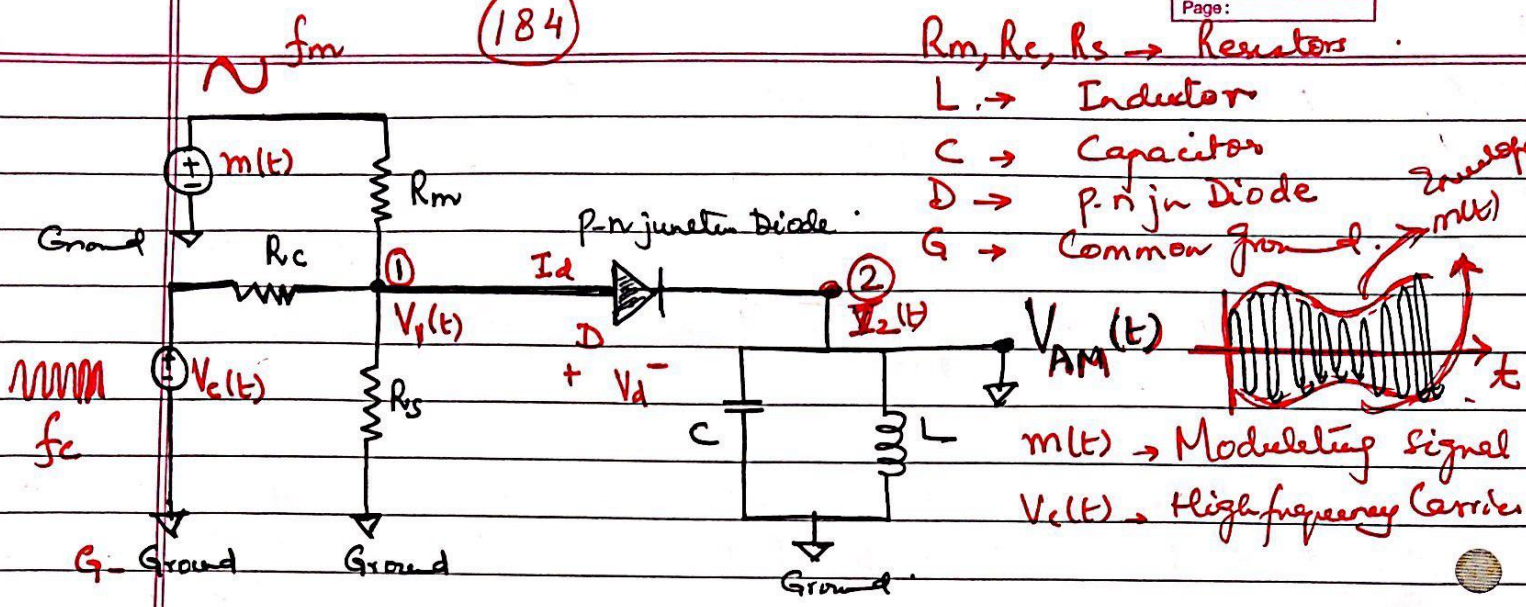 Page:
(184)
fm
Rm, Rc, Rs → Resistors
L → Inductor
C → Capacitor
D → p-n jn Diode
G → Common ground.
m(t)
Rm
Ground
Rc
p-n junction Diode
Envelope
m(t)
1
Id
2
V1(t)
V2(t)
D
+ Vd -
VAM(t)
t
Vc(t)
fc
Rs
C
L
m(t) → Modulating Signal
Vc(t) → High frequency Carrier
G - Ground
Ground
Ground